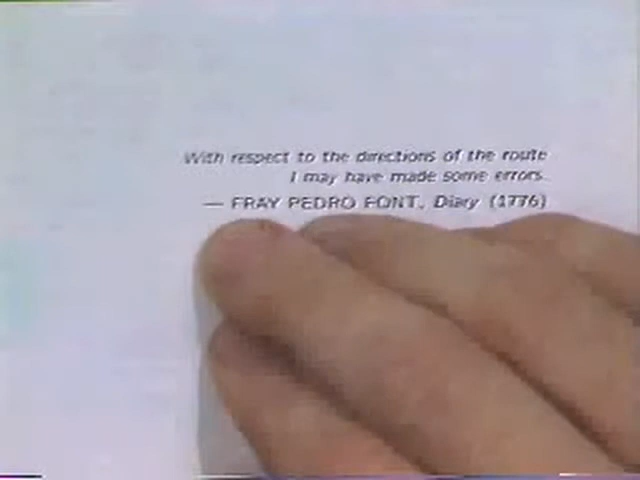 With respect to the directions of the route
I may have made some errors.
— FRAY PEDRO FONT, Diary (1776)